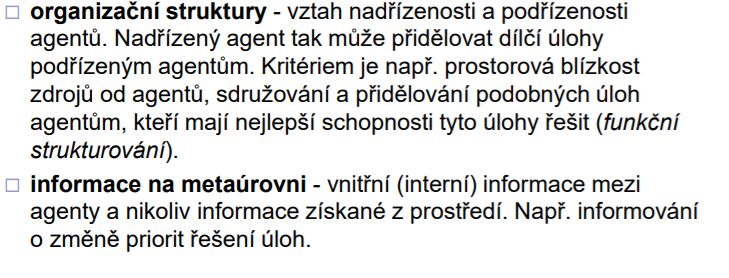 organizační struktury - vztah nadřízenosti a podřízenosti
agentů. Nadřízený agent tak může přidělovat dílčí úlohy
podřízeným agentům. Kritériem je např. prostorová blízkost
zdrojů od agentů, sdružování a přidělování podobných úloh
agentům, kteří mají nejlepší schopnosti tyto úlohy řešit (funkční
strukturování).
informace na metaúrovni - vnitřní (interní) informace mezi
agenty a nikoliv informace získané z prostředí. Např. informování
o změně priorit řešení úloh.